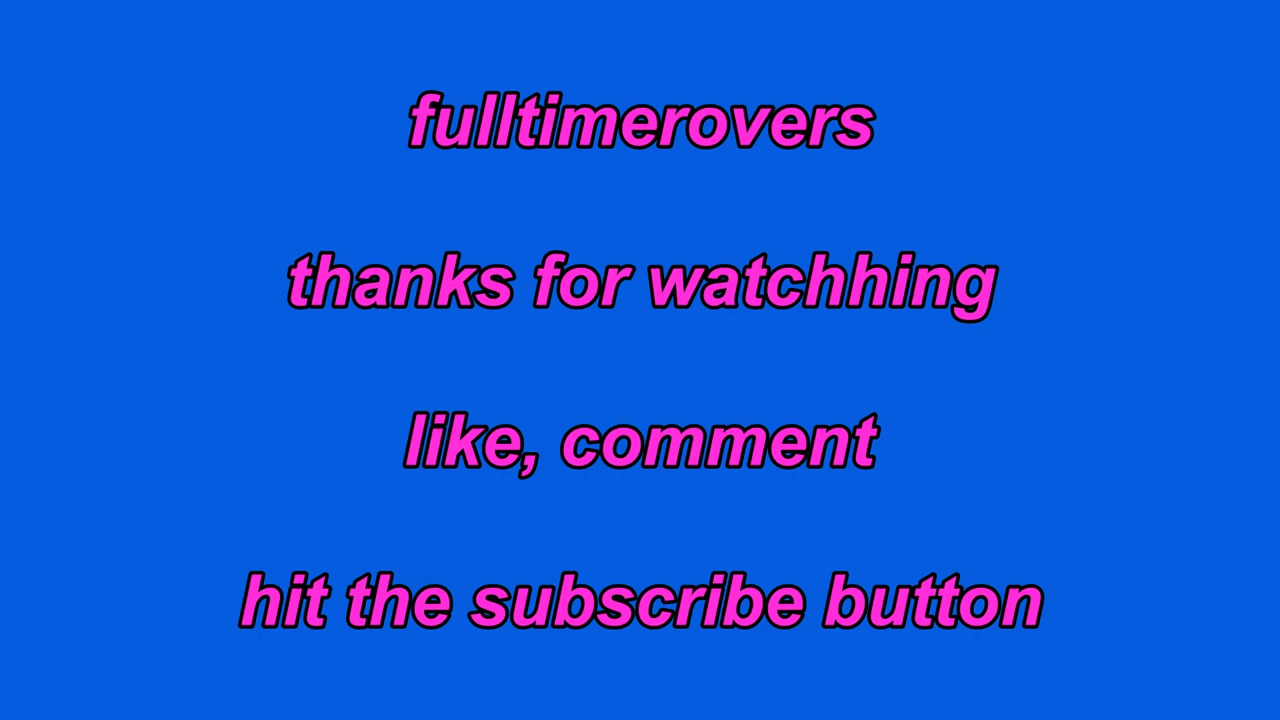 fulltimerovers
thanks for watchhing
like, comment
hit the subscribe button